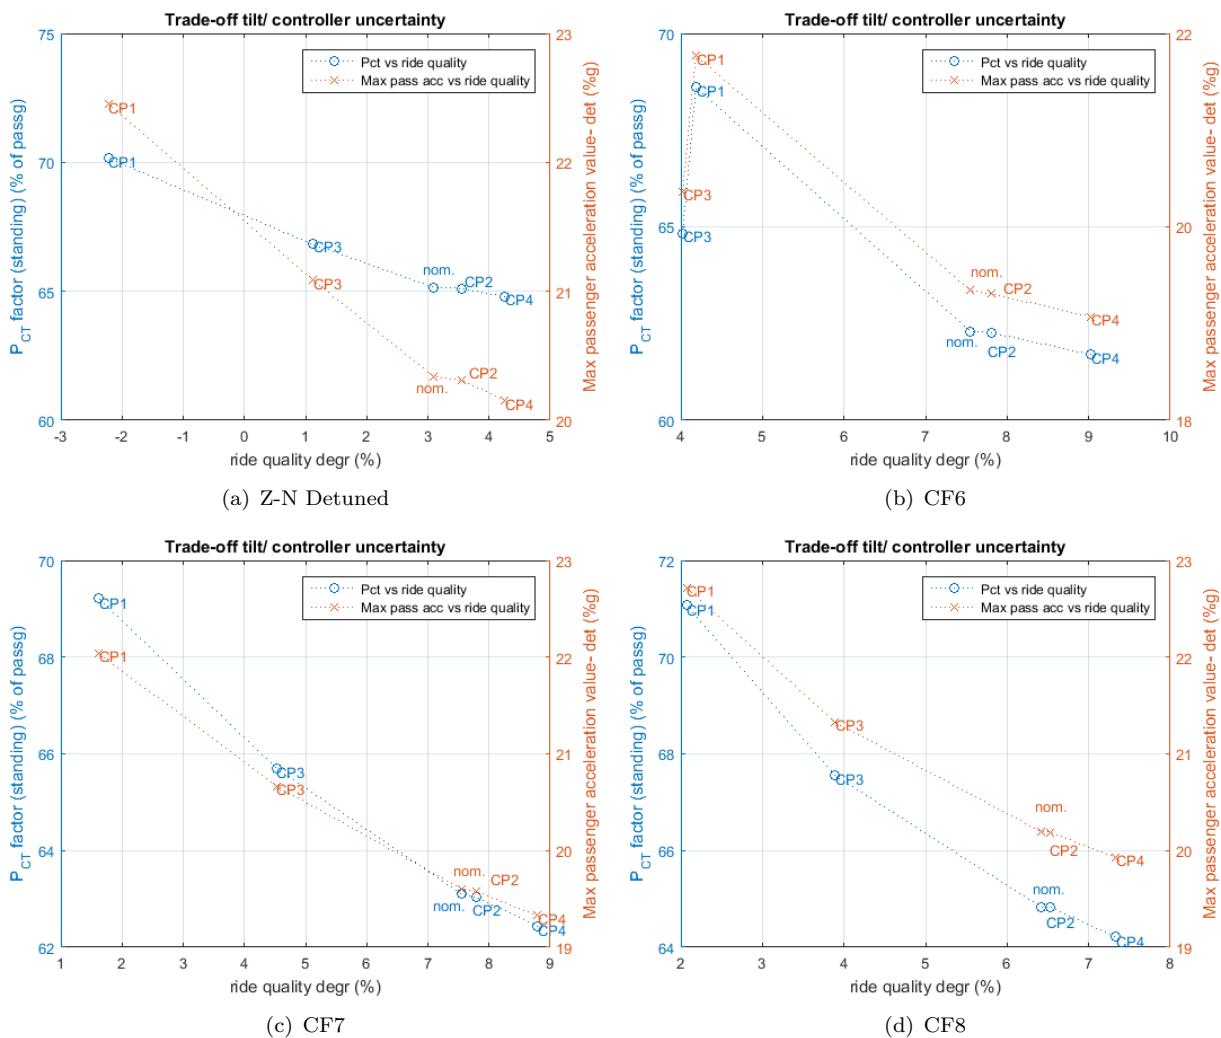 Trade-off tilt/ controller uncertainty
75
70
65
60
P_CT factor (standing) (% of passg)
23
22
21
20
Max passenger acceleration value- det (%g)
Pct vs ride quality
Max pass acc vs ride quality
CP1
CP1
CP3
CP3
nom.
CP2
CP4
CP2
nom.
CP4
-3 -2 -1 0 1 2 3 4 5
ride quality degr (%)
(a) Z-N Detuned
Trade-off tilt/ controller uncertainty
70
65
60
P_CT factor (standing) (% of passg)
22
20
18
Max passenger acceleration value- det (%g)
Pct vs ride quality
Max pass acc vs ride quality
CP1
CP1
CP3
CP3
nom.
CP2
CP4
nom.
CP2
CP4
4 5 6 7 8 9 10
ride quality degr (%)
(b) CF6
Trade-off tilt/ controller uncertainty
70
68
66
64
62
P_CT factor (standing) (% of passg)
23
22
21
20
19
Max passenger acceleration value- det (%g)
Pct vs ride quality
Max pass acc vs ride quality
CP1
CP1
CP3
CP3
nom.
CP2
nom.
CP2
CP4
CP4
1 2 3 4 5 6 7 8 9
ride quality degr (%)
(c) CF7
Trade-off tilt/ controller uncertainty
72
70
68
66
64
P_CT factor (standing) (% of passg)
23
22
21
20
19
Max passenger acceleration value- det (%g)
Pct vs ride quality
Max pass acc vs ride quality
CP1
CP1
CP3
CP3
nom.
CP2
CP4
nom.
CP2
CP4
2 3 4 5 6 7 8
ride quality degr (%)
(d) CF8